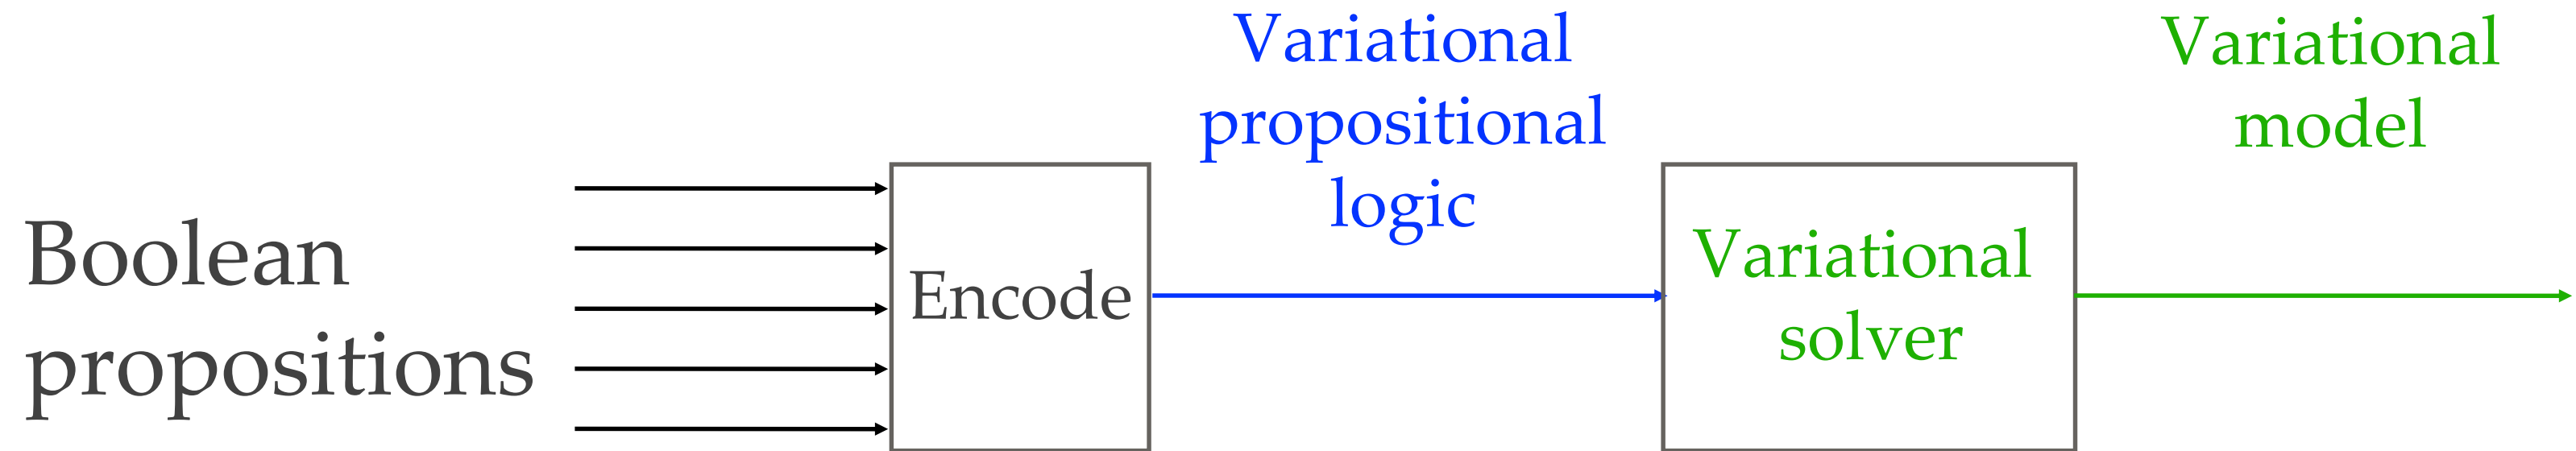 Boolean
propositions
Encode
Variational
propositional
logic
Variational
solver
Variational
model